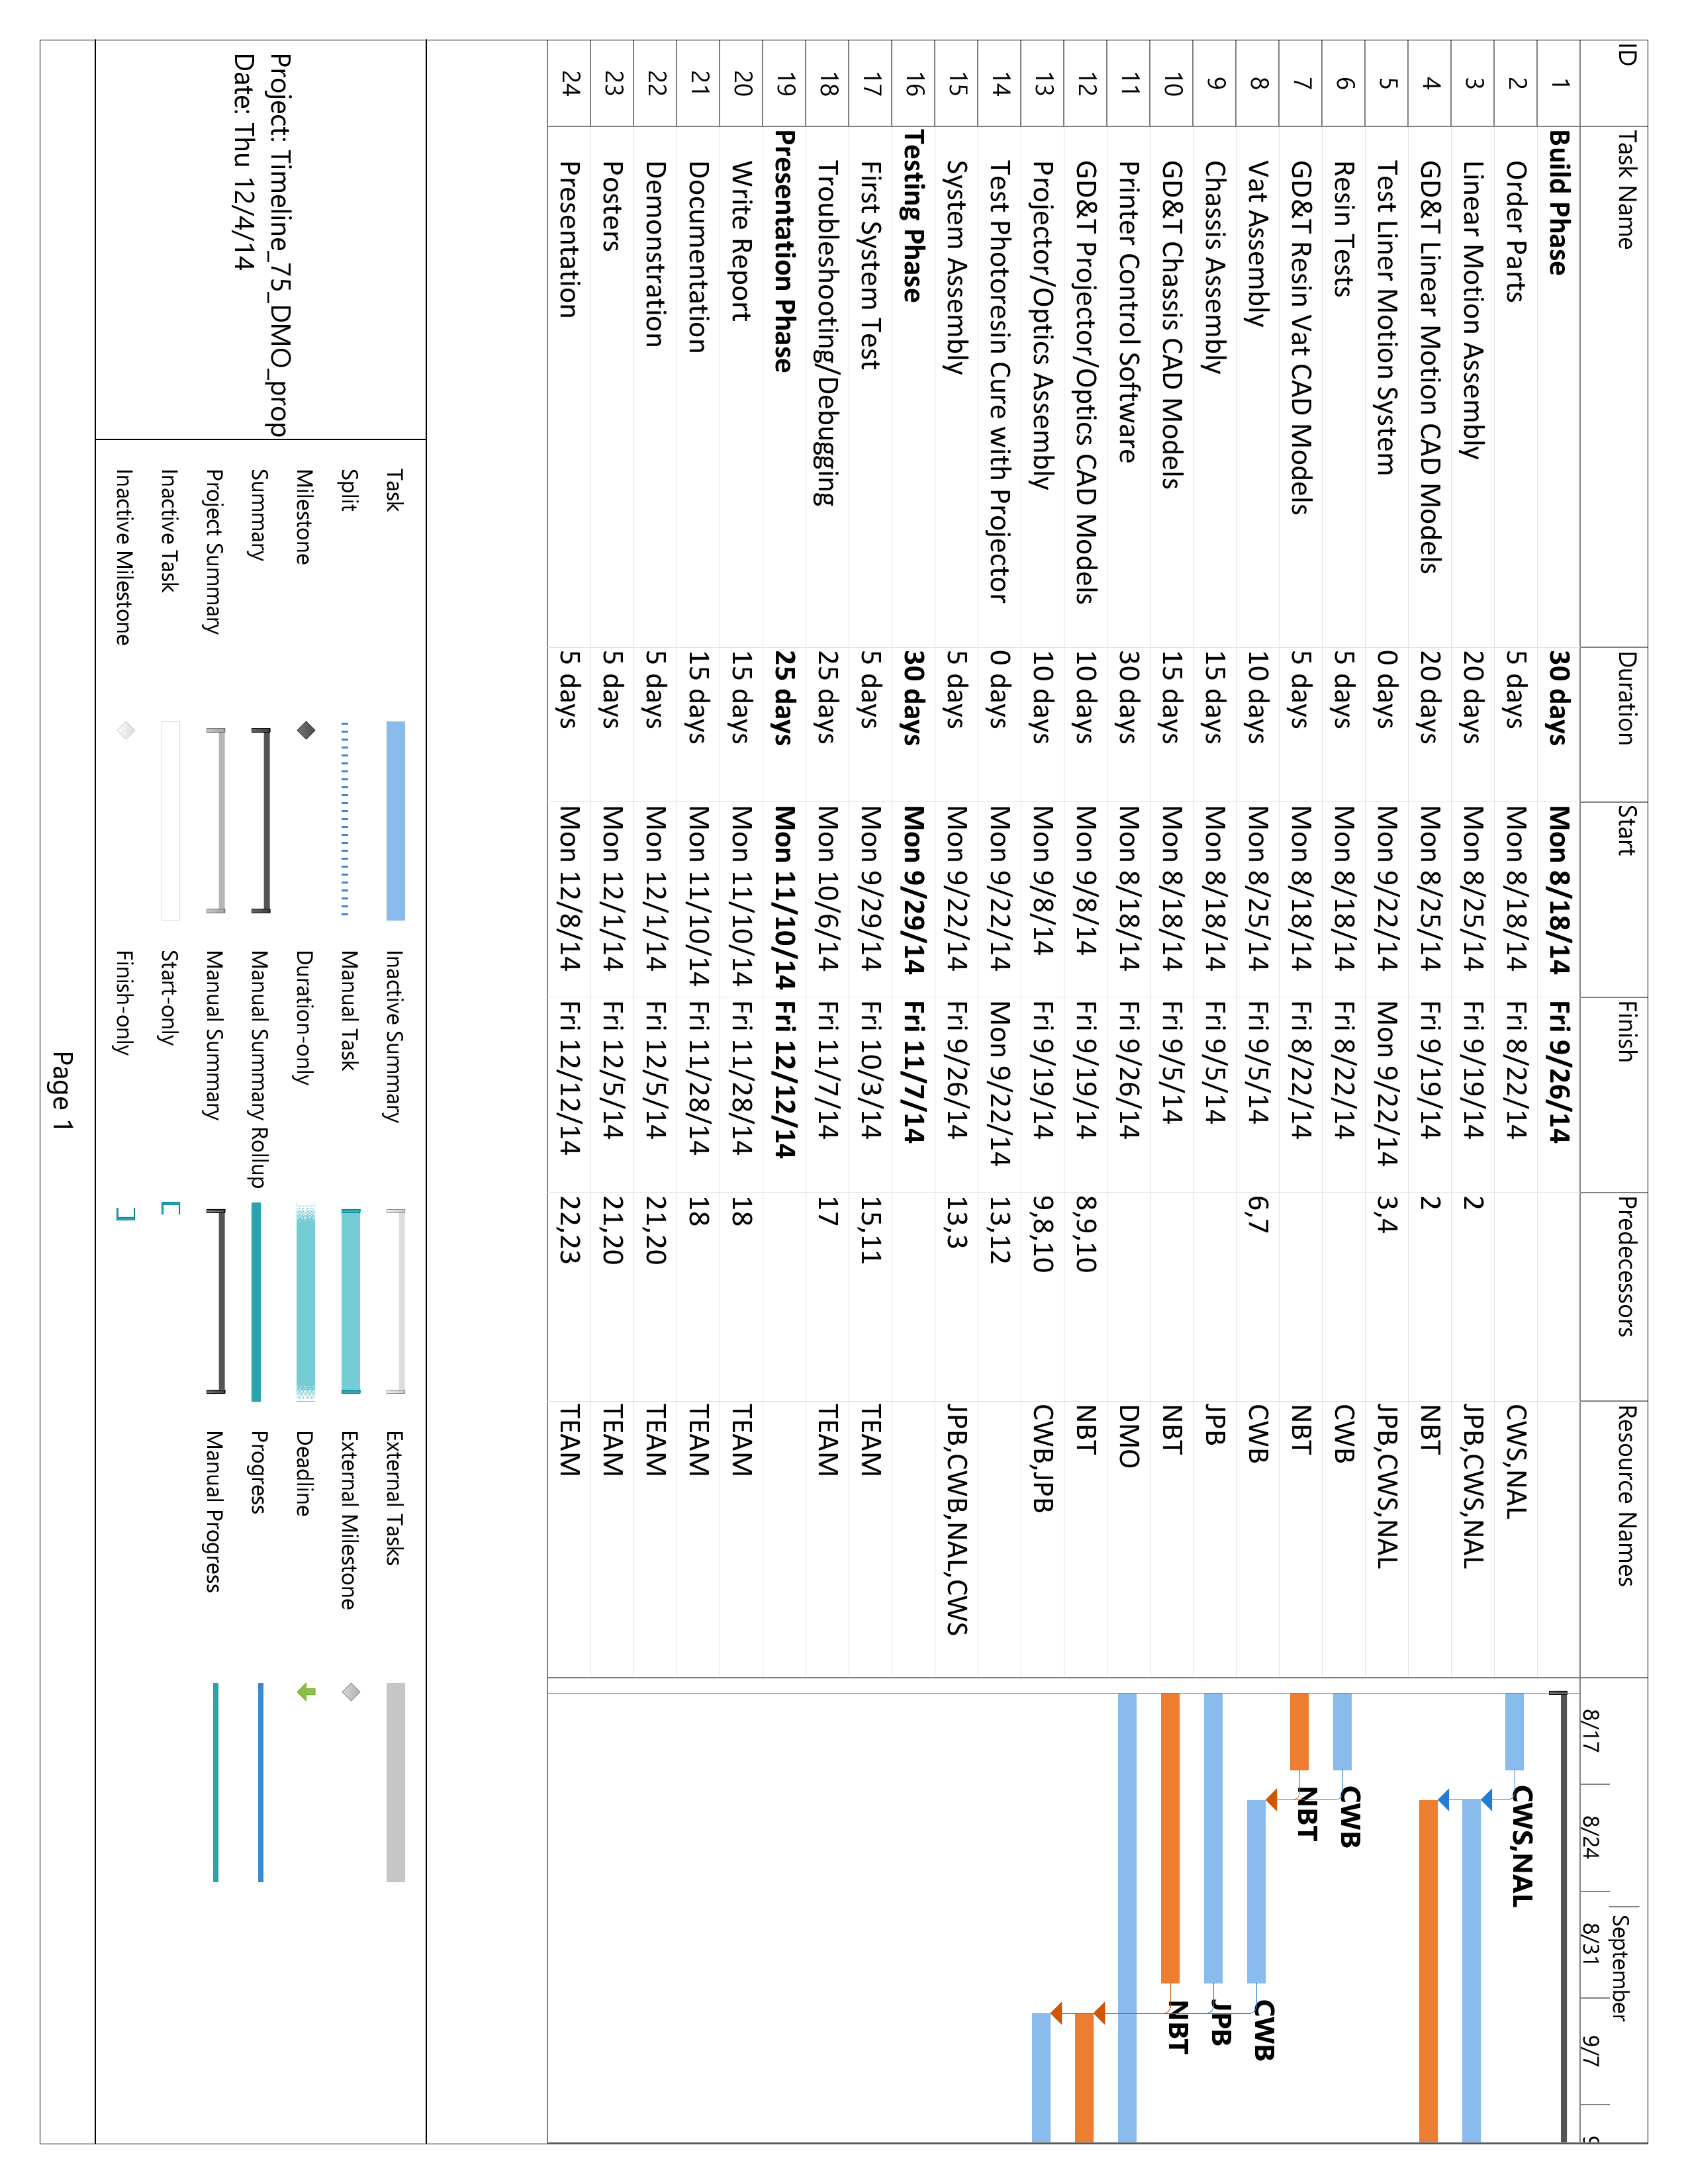 ID Task Name Duration Start Finish Predecessors Resource Names
September
8/17 8/24 8/31 9/7
1 Build Phase 30 days Mon 8/18/14 Fri 9/26/14
2 Order Parts 5 days Mon 8/18/14 Fri 8/22/14 CWS,NAL CWS,NAL
3 Linear Motion Assembly 20 days Mon 8/25/14 Fri 9/19/14 2 JPB,CWS,NAL
4 GD&T Linear Motion CAD Models 20 days Mon 8/25/14 Fri 9/19/14 2 NBT
5 Test Liner Motion System 0 days Mon 9/22/14 Mon 9/22/14 3,4 JPB,CWS,NAL
6 Resin Tests 5 days Mon 8/18/14 Fri 8/22/14 CWB CWB
7 GD&T Resin Vat CAD Models 5 days Mon 8/18/14 Fri 8/22/14 NBT NBT
8 Vat Assembly 10 days Mon 8/25/14 Fri 9/5/14 6,7 CWB CWB
9 Chassis Assembly 15 days Mon 8/18/14 Fri 9/5/14 JPB JPB
10 GD&T Chassis CAD Models 15 days Mon 8/18/14 Fri 9/5/14 NBT NBT
11 Printer Control Software 30 days Mon 8/18/14 Fri 9/26/14 DMO
12 GD&T Projector/Optics CAD Models 10 days Mon 9/8/14 Fri 9/19/14 8,9,10 NBT
13 Projector/Optics Assembly 10 days Mon 9/8/14 Fri 9/19/14 9,8,10 CWB,JPB
14 Test Photoresin Cure with Projector 0 days Mon 9/22/14 Mon 9/22/14 13,12
15 System Assembly 5 days Mon 9/22/14 Fri 9/26/14 13,3 JPB,CWB,NAL,CWS
16 Testing Phase 30 days Mon 9/29/14 Fri 11/7/14
17 First System Test 5 days Mon 9/29/14 Fri 10/3/14 15,11 TEAM
18 Troubleshooting/Debugging 25 days Mon 10/6/14 Fri 11/7/14 17 TEAM
19 Presentation Phase 25 days Mon 11/10/14 Fri 12/12/14
20 Write Report 15 days Mon 11/10/14 Fri 11/28/14 18 TEAM
21 Documentation 15 days Mon 11/10/14 Fri 11/28/14 18 TEAM
22 Demonstration 5 days Mon 12/1/14 Fri 12/5/14 21,20 TEAM
23 Posters 5 days Mon 12/1/14 Fri 12/5/14 21,20 TEAM
24 Presentation 5 days Mon 12/8/14 Fri 12/12/14 22,23 TEAM
Project: Timeline_75_DMO_prop
Date: Thu 12/4/14
Task Inactive Summary External Tasks
Split Manual Task External Milestone
Milestone Duration-only Deadline
Summary Manual Summary Rollup Progress
Project Summary Manual Summary Manual Progress
Inactive Task Start-only
Inactive Milestone Finish-only
Page 1